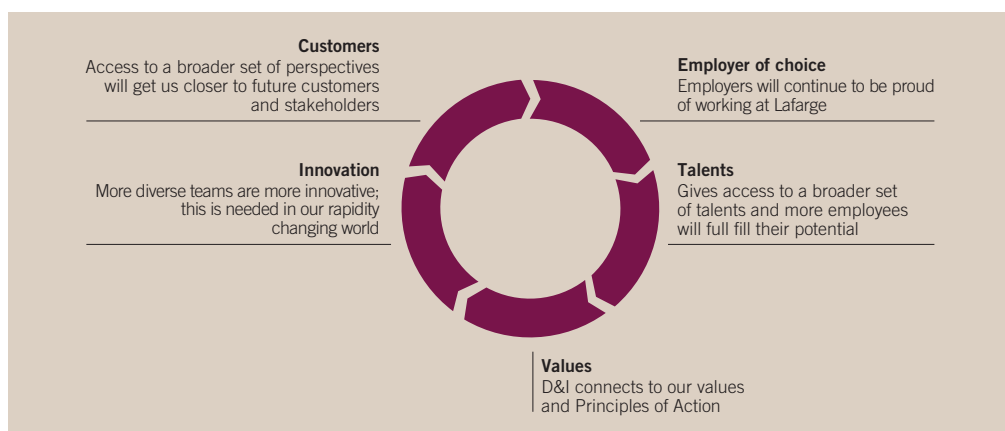 Customers
Access to a broader set of perspectives
will get us closer to future customers
and stakeholders
Employer of choice
Employers will continue to be proud
of working at Lafarge
Innovation
More diverse teams are more innovative;
this is needed in our rapidity
changing world
Talents
Gives access to a broader set
of talents and more employees
will full fill their potential
Values
D&I connects to our values
and Principles of Action